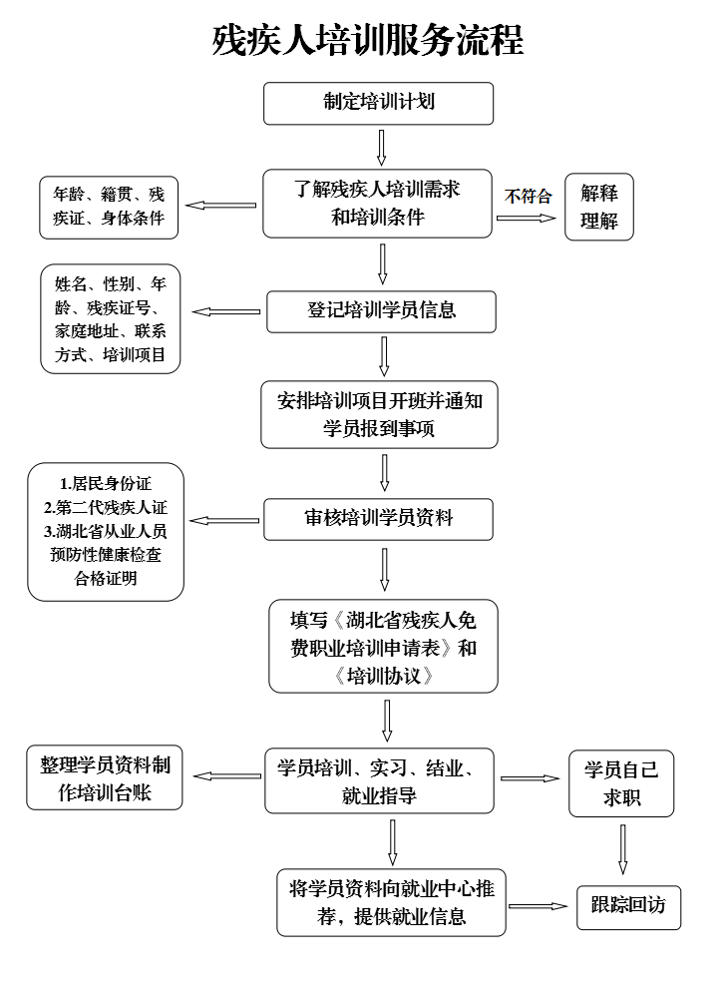 残疾人培训服务流程
制定培训计划
年龄、籍贯、残
疾证、身体条件
了解残疾人培训需求
和培训条件
不符合
解释
理解
姓名、性别、年
龄、残疾证号、
家庭地址、联系
方式、培训项目
登记培训学员信息
安排培训项目开班并通知
学员报到事项
1.居民身份证
2.第二代残疾人证
3.湖北省从业人员
预防性健康检查
合格证明
审核培训学员资料
填写《湖北省残疾人免
费职业培训申请表》和
《培训协议》
整理学员资料制
作培训台账
学员培训、实习、结业、
就业指导
学员自己
求职
将学员资料向就业中心推
荐，提供就业信息
跟踪回访